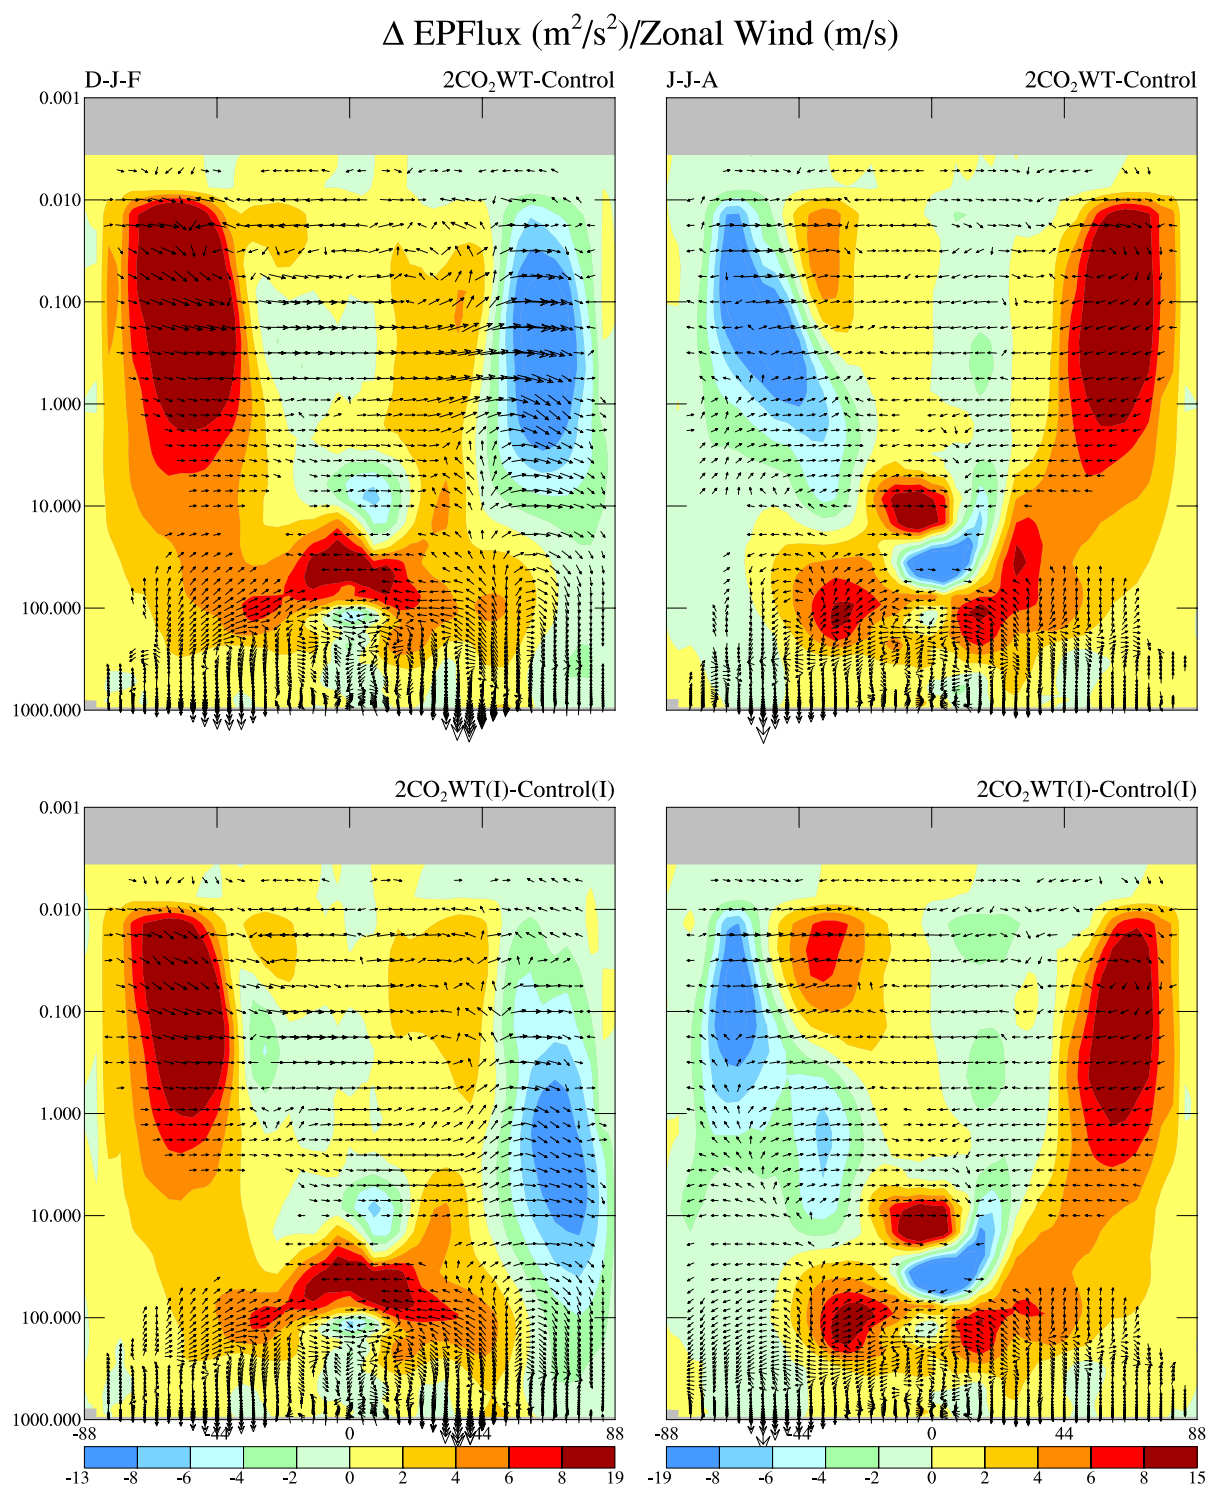 Δ EPFlux (m²/s²)/Zonal Wind (m/s)
D-J-F 2CO₂WT-Control
J-J-A 2CO₂WT-Control
0.001
0.010
0.100
1.000
10.000
100.000
1000.000
2CO₂WT(I)-Control(I)
2CO₂WT(I)-Control(I)
0.001
0.010
0.100
1.000
10.000
100.000
1000.000
-88 -44 0 44 88
-88 -44 0 44 88
-13 -8 -6 -4 -2 0 2 4 6 8 19
-19 -8 -6 -4 -2 0 2 4 6 8 15